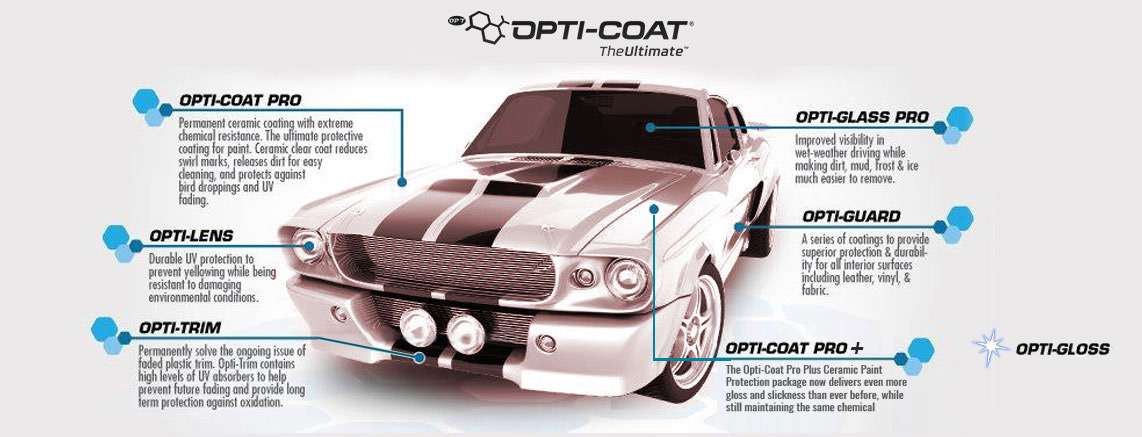 OPTI-COAT®
TheUltimate™
OPTI-COAT PRO
Permanent ceramic coating with extreme
chemical resistance. The ultimate protective
coating for paint. Ceramic clear coat reduces
swirl marks, releases dirt for easy
cleaning, and protects against
bird droppings and UV
fading.
OPTI-LENS
Durable UV protection to
prevent yellowing while being
resistant to damaging
environmental conditions.
OPTI-TRIM
Permanently solve the ongoing issue of
faded plastic trim. Opti-Trim contains
high levels of UV absorbers to help
prevent future fading and provide long
term protection against oxidation.
OPTI-GLASS PRO
Improved visibility in
wet-weather driving while
making dirt, mud, frost & ice
much easier to remove.
OPTI-GUARD
A series of coatings to provide
superior protection & durabil-
ity for all interior surfaces
including leather, vinyl, &
fabric.
OPTI-COAT PRO+
The Opti-Coat Pro Plus Ceramic Paint
Protection package now delivers even more
gloss and slickness than ever before, while
still maintaining the same chemical
OPTI-GLOSS